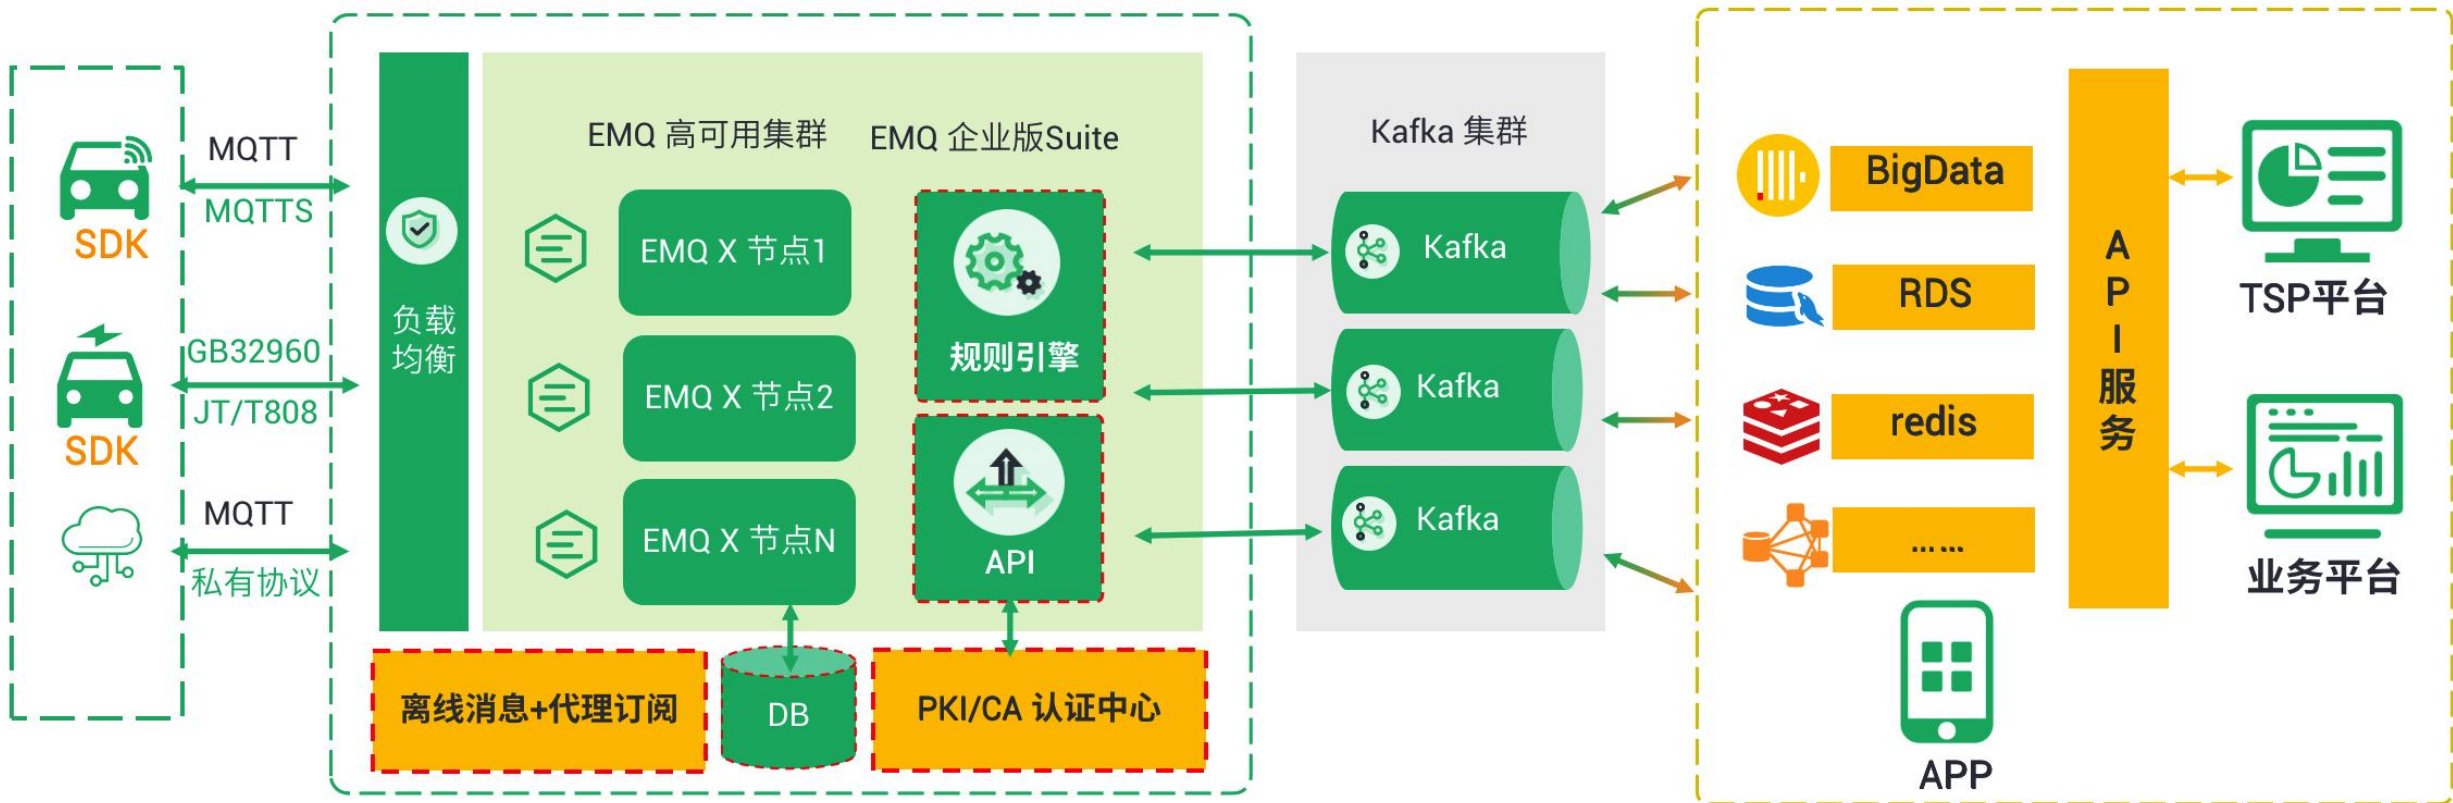 MQTT
MQTTS
SDK
GB32960
JT/T808
SDK
MQTT
私有协议
负载
均衡
EMQ 高可用集群
EMQ X 节点1
EMQ X 节点2
EMQ X 节点N
EMQ 企业版Suite
规则引擎
API
离线消息+代理订阅
DB
PKI/CA 认证中心
Kafka 集群
Kafka
Kafka
Kafka
BigData
RDS
redis
... ...
APP
API服务
TSP平台
业务平台